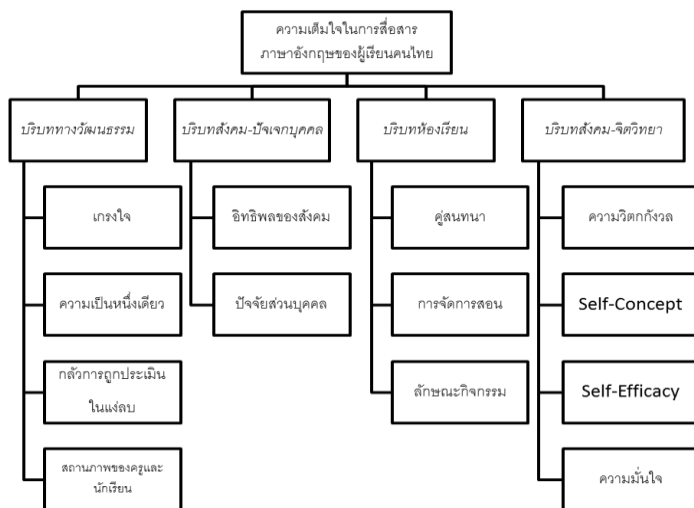 ความเต็มใจในการสื่อสาร
ภาษาอังกฤษของผู้เรียนคนไทย
บริบททางวัฒนธรรม
เกรงใจ
ความเป็นหนึ่งเดียว
กลัวการถูกประเมิน
ในแง่ลบ
สถานภาพของครูและ
นักเรียน
บริบทสังคม-ปัจเจกบุคคล
อิทธิพลของสังคม
ปัจจัยส่วนบุคคล
บริบทห้องเรียน
คู่สนทนา
การจัดการสอน
ลักษณะกิจกรรม
บริบทสังคม-จิตวิทยา
ความวิตกกังวล
Self-Concept
Self-Efficacy
ความมั่นใจ